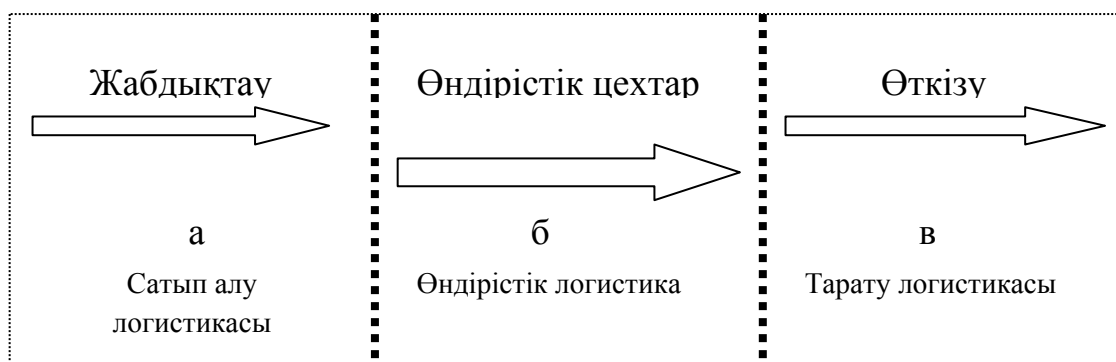 Жабдықтау
Өндірістік цехтар
Өткізу
а
б
в
Сатып алу
логистикасы
Өндірістік логистика
Тарату логистикасы